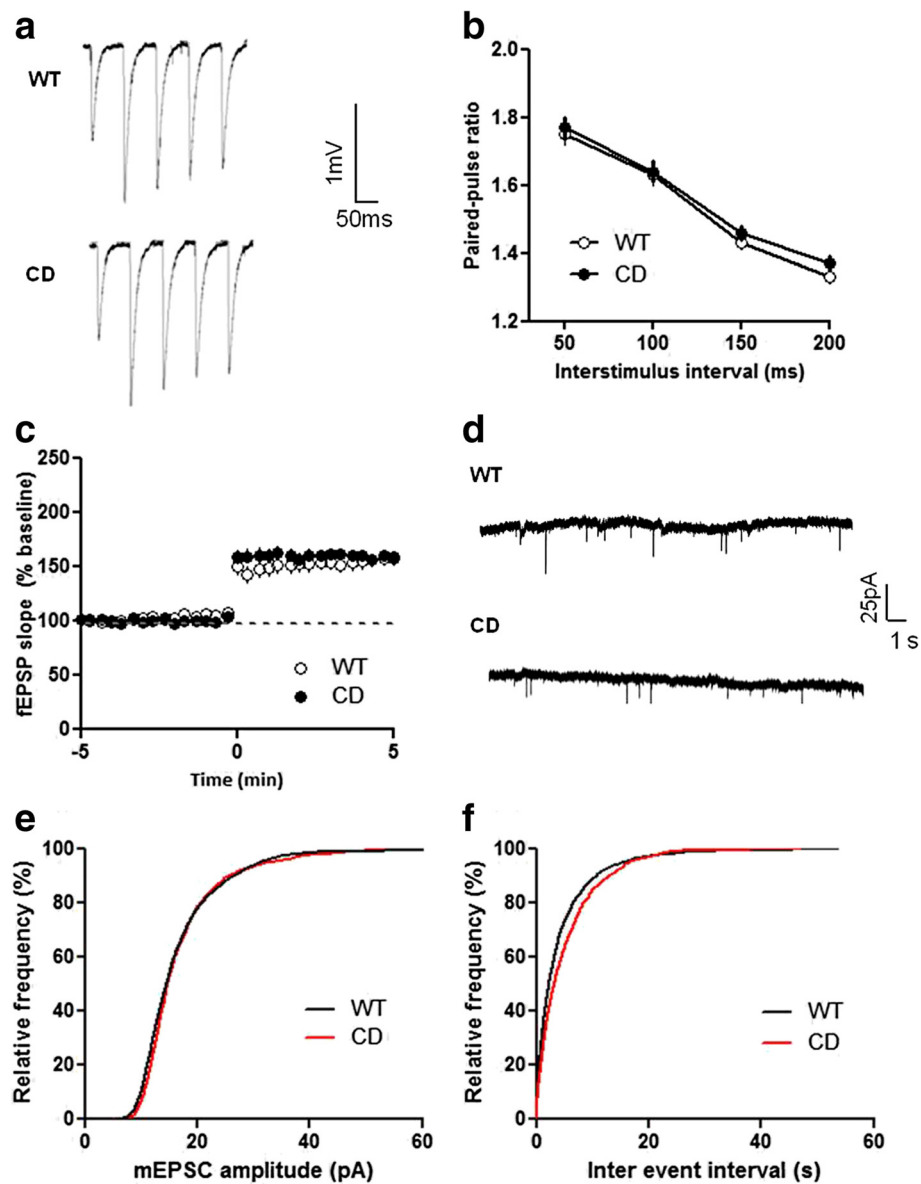 a
WT
1mV
50ms
CD
b
2.0
1.8
1.6
1.4
1.2
Paired-pulse ratio
WT
CD
50 100 150 200
Interstimulus interval (ms)
c
250
200
150
100
50
0
fEPSP slope (% baseline)
WT
CD
-5 0 5
Time (min)
d
WT
25pA
1 s
CD
e
100
80
60
40
20
0
Relative frequency (%)
WT
CD
0 20 40 60
mEPSC amplitude (pA)
f
100
80
60
40
20
0
Relative frequency (%)
WT
CD
0 20 40 60
Inter event interval (s)